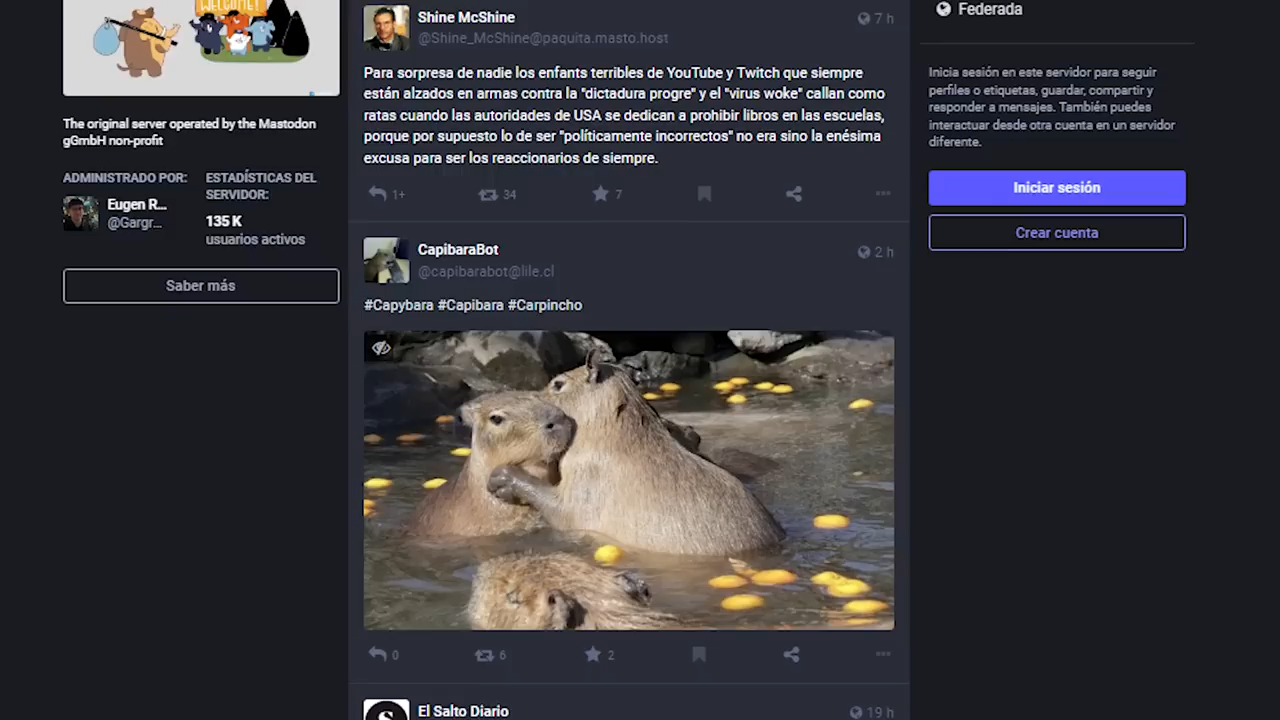 WELCOME!
The original server operated by the Mastodon
gGmbH non-profit
ADMINISTRADO POR:
Eugen R...
@Gargr...
ESTADÍSTICAS DEL
SERVIDOR:
135 K
usuarios activos
Saber más
Shine McShine
@Shine_McShine@paquita.masto.host
7 h
Para sorpresa de nadie los enfants terribles de YouTube y Twitch que siempre
están alzados en armas contra la "dictadura progre" y el "virus woke" callan como
ratas cuando las autoridades de USA se dedican a prohibir libros en las escuelas,
porque por supuesto lo de ser "políticamente incorrectos" no era sino la enésima
excusa para ser los reaccionarios de siempre.
1+ 34 7
CapibaraBot
@capibarabot@lile.cl
2 h
#Capybara #Capibara #Carpincho
0 6 2
El Salto Diario
19 h
Federada
Inicia sesión en este servidor para seguir
perfiles o etiquetas, guardar, compartir y
responder a mensajes. También puedes
interactuar desde otra cuenta en un servidor
diferente.
Iniciar sesión
Crear cuenta